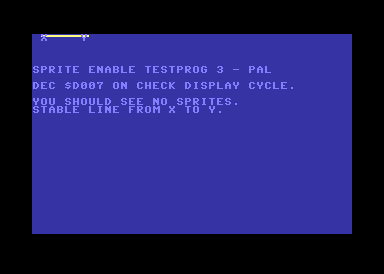 X Y
SPRITE ENABLE TESTPROG 3 - PAL
DEC $D007 ON CHECK DISPLAY CYCLE.
YOU SHOULD SEE NO SPRITES.
STABLE LINE FROM X TO Y.